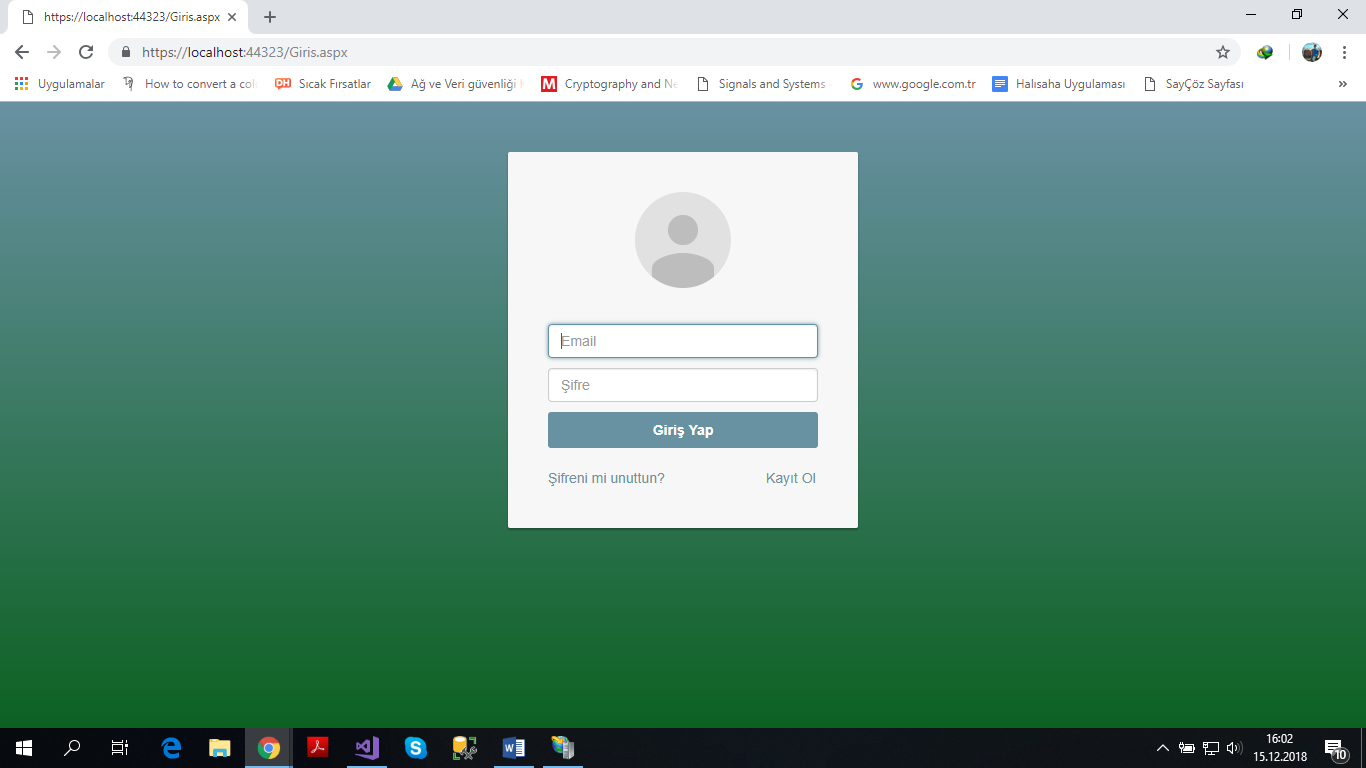 https://localhost:44323/Giris.aspx
https://localhost:44323/Giris.aspx
Uygulamalar
How to convert a colo
DH
Sıcak Fırsatlar
Ağ ve Veri güvenliği
M
Cryptography and Ne
Signals and Systems
G
www.google.com.tr
Halısaha Uygulaması
SayÇöz Sayfası
Email
Şifre
Giriş Yap
Şifreni mi unuttun?
Kayıt Ol
16:02
15.12.2018
10